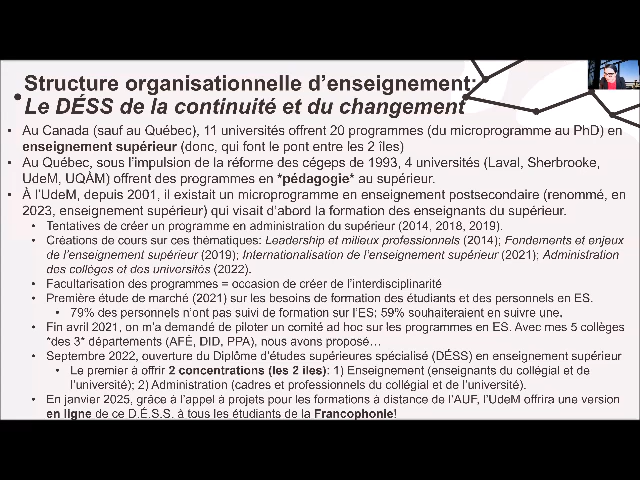 • Structure organisationnelle d’enseignement:
Le DÉSS de la continuité et du changement
• Au Canada (sauf au Québec), 11 universités offrent 20 programmes (du microprogramme au PhD) en
enseignement supérieur (donc, qui font le pont entre les 2 îles)
• Au Québec, sous l’impulsion de la réforme des cégeps de 1993, 4 universités (Laval, Sherbrooke,
UdeM, UQÀM) offrent des programmes en *pédagogie* au supérieur.
• À l’UdeM, depuis 2001, il existait un microprogramme en enseignement postsecondaire (renommé, en
2023, enseignement supérieur) qui visait d’abord la formation des enseignants du supérieur.
• Tentatives de créer un programme en administration du supérieur (2014, 2018, 2019).
• Créations de cours sur ces thématiques: Leadership et milieux professionnels (2014); Fondements et enjeux
de l’enseignement supérieur (2019); Internationalisation de l’enseignement supérieur (2021); Administration
des collèges et des universités (2022).
• Facultarisation des programmes = occasion de créer de l’interdisciplinarité
• Première étude de marché (2021) sur les besoins de formation des étudiants et des personnels en ES.
• 79% des personnels n’ont pas suivi de formation sur l’ES; 59% souhaiteraient en suivre une.
• Fin avril 2021, on m’a demandé de piloter un comité ad hoc sur les programmes en ES. Avec mes 5 collèges
*des 3* départements (AFÉ, DID, PPA), nous avons proposé…
• Septembre 2022, ouverture du Diplôme d’études supérieures spécialisé (DÉSS) en enseignement supérieur
• Le premier à offrir 2 concentrations (les 2 îles): 1) Enseignement (enseignants du collégial et de
l’université); 2) Administration (cadres et professionnels du collégial et de l’université).
• En janvier 2025, grâce à l’appel à projets pour les formations à distance de l’AUF, l’UdeM offrira une version
en ligne de ce D.É.S.S. à tous les étudiants de la Francophonie!